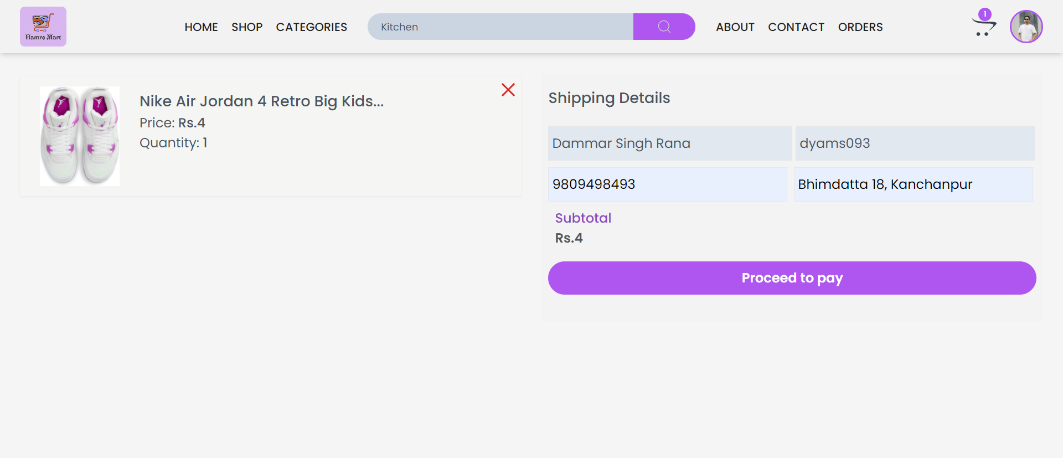 Flamro Mart
HOME SHOP CATEGORIES
Kitchen
ABOUT CONTACT ORDERS
1
Nike Air Jordan 4 Retro Big Kids...
Price: Rs.4
Quantity: 1
Shipping Details
Dammar Singh Rana
dyams093
9809498493
Bhimdatta 18, Kanchanpur
Subtotal
Rs.4
Proceed to pay